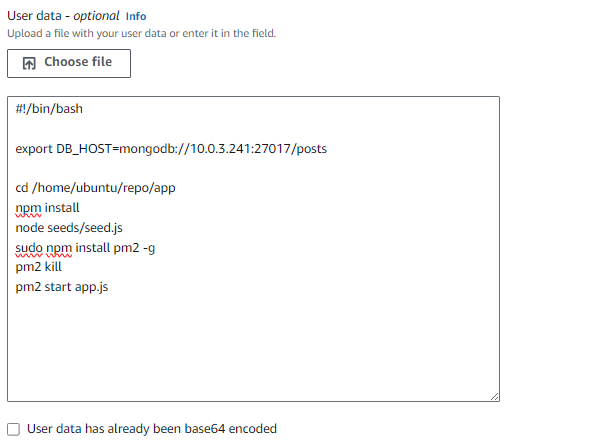 User data - optional Info
Upload a file with your user data or enter it in the field.
Choose file
#!/bin/bash
export DB_HOST=mongodb://10.0.3.241:27017/posts
cd /home/ubuntu/repo/app
npm install
node seeds/seed.js
sudo npm install pm2 -g
pm2 kill
pm2 start app.js
User data has already been base64 encoded